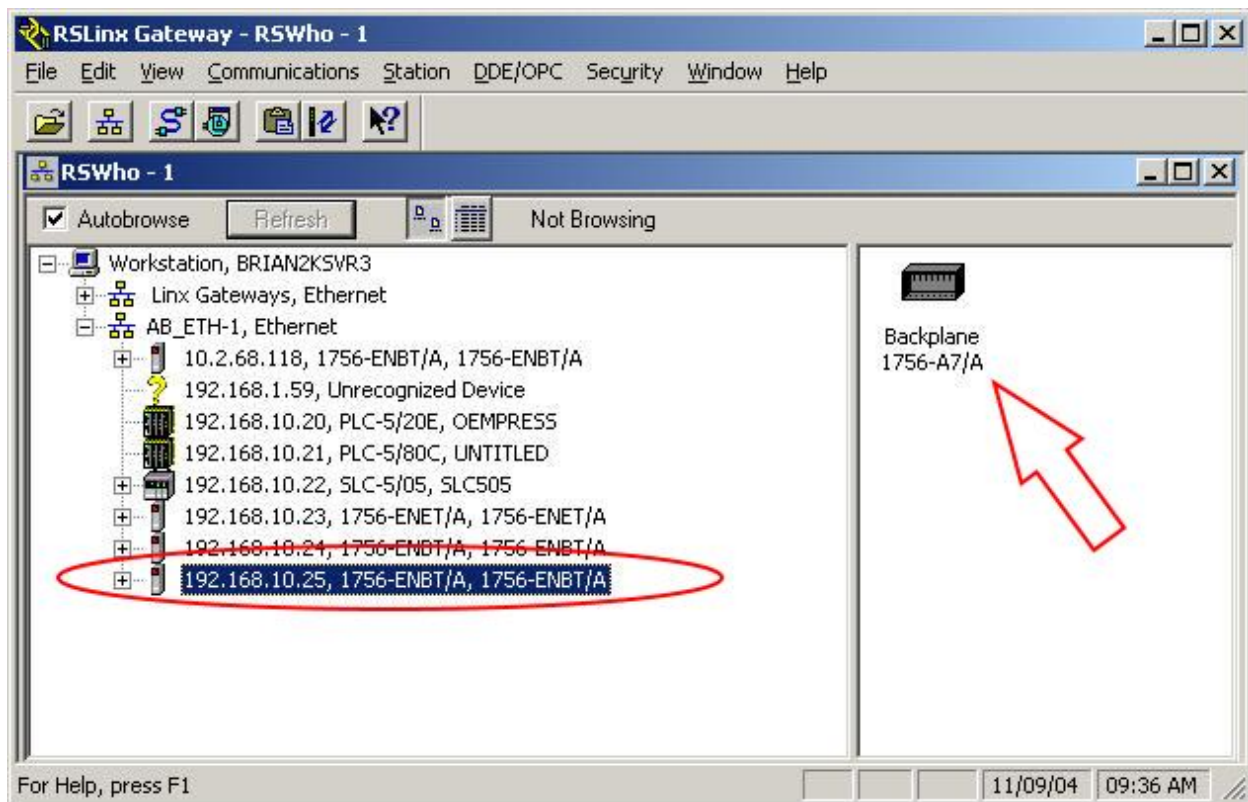 RSLinx Gateway - RSWho - 1
File Edit View Communications Station DDE/OPC Security Window Help
RSWho - 1
Autobrowse Refresh Not Browsing
Workstation, BRIAN2KSVR3
Linx Gateways, Ethernet
AB_ETH-1, Ethernet
10.2.68.118, 1756-ENBT/A, 1756-ENBT/A
192.168.1.59, Unrecognized Device
192.168.10.20, PLC-5/20E, OEMPRESS
192.168.10.21, PLC-5/80C, UNTITLED
192.168.10.22, SLC-5/05, SLC505
192.168.10.23, 1756-ENET/A, 1756-ENET/A
192.168.10.24, 1756-ENBT/A, 1756-ENBT/A
192.168.10.25, 1756-ENBT/A, 1756-ENBT/A
Backplane
1756-A7/A
For Help, press F1 11/09/04 09:36 AM